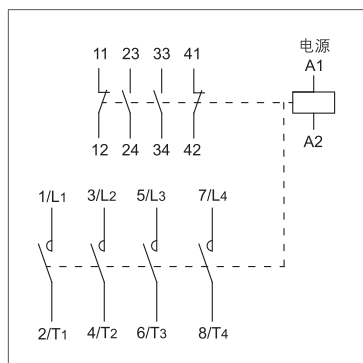 电源
11 23 33 41 A1
12 24 34 42 A2
1/L1 3/L2 5/L3 7/L4
2/T1 4/T2 6/T3 8/T4